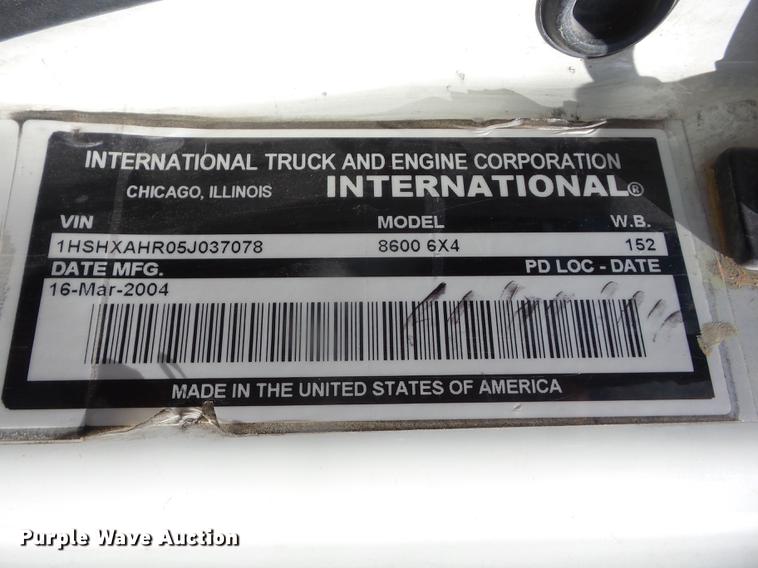 INTERNATIONAL TRUCK AND ENGINE CORPORATION
CHICAGO, ILLINOIS INTERNATIONAL®
VIN MODEL W.B.
1HSHXAHR05J037078 8600 6X4 152
DATE MFG. PD LOC - DATE
16-Mar-2004
MADE IN THE UNITED STATES OF AMERICA
Purple Wave Auction